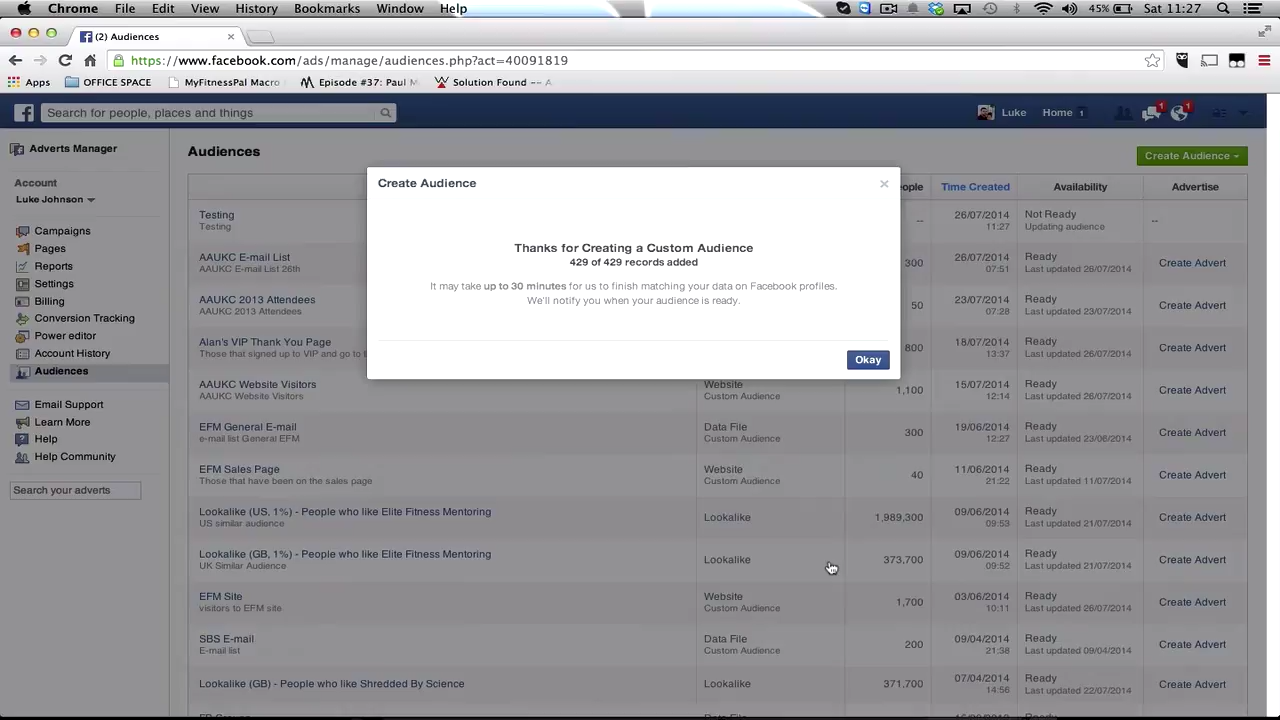 Chrome File Edit View History Bookmarks Window Help 45% Sat 11:27
(2) Audiences
https://www.facebook.com/ads/manage/audiences.php?act=40091819
Apps OFFICE SPACE MyFitnessPal Macro Episode #37: Paul M Solution Found -- A
Search for people, places and things Luke Home 1 1 1
Adverts Manager
Account
Luke Johnson
Campaigns
Pages
Reports
Settings
Billing
Conversion Tracking
Power editor
Account History
Audiences
Email Support
Learn More
Help
Help Community
Search your adverts
Audiences
Create Audience
eople Time Created Availability Advertise
Testing -- 26/07/2014 Not Ready --
Testing 11:27 Updating audience
AAUKC E-mail List 300 26/07/2014 Ready Create Advert
AAUKC E-mail List 26th 07:51 Last updated 26/07/2014
AAUKC 2013 Attendees 50 23/07/2014 Ready Create Advert
AAUKC 2013 Attendees 07:28 Last updated 23/07/2014
Alan's VIP Thank You Page 800 18/07/2014 Ready Create Advert
Those that signed up to VIP and go to t 13:37 Last updated 26/07/2014
AAUKC Website Visitors Website 1,100 15/07/2014 Ready Create Advert
AAUKC Website Visitors Custom Audience 12:14 Last updated 26/07/2014
EFM General E-mail Data File 300 19/06/2014 Ready Create Advert
e-mail list General EFM Custom Audience 12:27 Last updated 23/06/2014
EFM Sales Page Website 40 11/06/2014 Ready Create Advert
Those that have been on the sales page Custom Audience 21:22 Last updated 11/07/2014
Lookalike (US, 1%) - People who like Elite Fitness Mentoring Lookalike 1,989,300 09/06/2014 Ready Create Advert
US similar audience 09:53 Last updated 21/07/2014
Lookalike (GB, 1%) - People who like Elite Fitness Mentoring Lookalike 373,700 09/06/2014 Ready Create Advert
UK Similar Audience 09:52 Last updated 21/07/2014
EFM Site Website 1,700 03/06/2014 Ready Create Advert
visitors to EFM site Custom Audience 10:11 Last updated 26/07/2014
SBS E-mail Data File 200 09/04/2014 Ready Create Advert
E-mail list Custom Audience 21:38 Last updated 09/04/2014
Lookalike (GB) - People who like Shredded By Science Lookalike 371,700 07/04/2014 Ready Create Advert
14:56 Last updated 22/07/2014
Create Audience
Thanks for Creating a Custom Audience
429 of 429 records added
It may take up to 30 minutes for us to finish matching your data on Facebook profiles.
We'll notify you when your audience is ready.
Okay